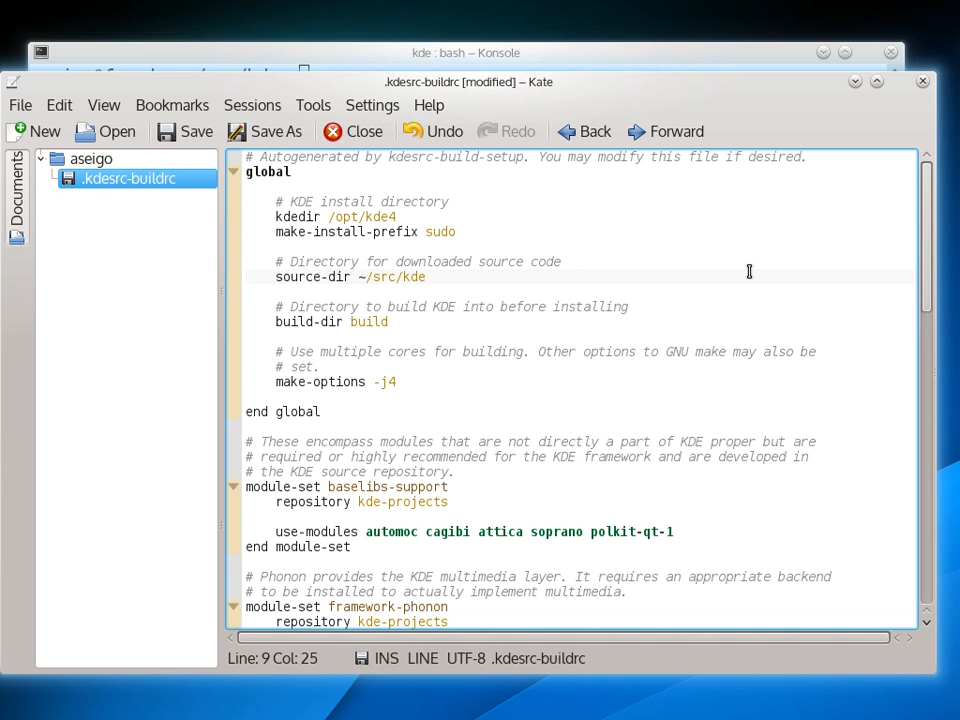 kde : bash – Konsole
.kdesrc-buildrc [modified] – Kate
File Edit View Bookmarks Sessions Tools Settings Help
New Open Save Save As Close Undo Redo Back Forward
Documents
aseigo
.kdesrc-buildrc
# Autogenerated by kdesrc-build-setup. You may modify this file if desired.
global
# KDE install directory
kdedir /opt/kde4
make-install-prefix sudo
# Directory for downloaded source code
source-dir ~/src/kde
# Directory to build KDE into before installing
build-dir build
# Use multiple cores for building. Other options to GNU make may also be
# set.
make-options -j4
end global
# These encompass modules that are not directly a part of KDE proper but are
# required or highly recommended for the KDE framework and are developed in
# the KDE source repository.
module-set baselibs-support
repository kde-projects
use-modules automoc cagibi attica soprano polkit-qt-1
end module-set
# Phonon provides the KDE multimedia layer. It requires an appropriate backend
# to be installed to actually implement multimedia.
module-set framework-phonon
repository kde-projects
Line: 9 Col: 25 INS LINE UTF-8 .kdesrc-buildrc